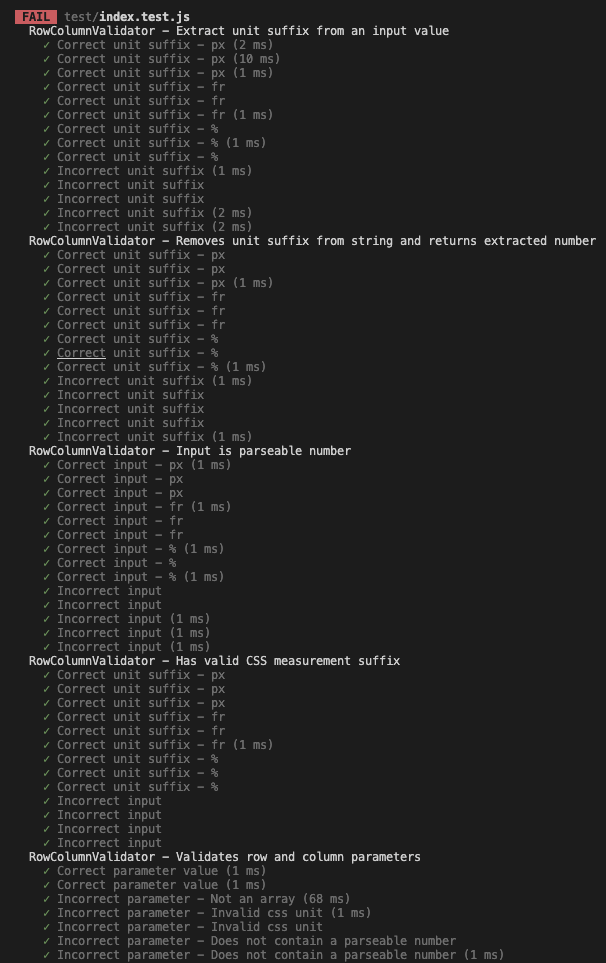 FAIL test/index.test.js
RowColumnValidator – Extract unit suffix from an input value
✓ Correct unit suffix – px (2 ms)
✓ Correct unit suffix – px (10 ms)
✓ Correct unit suffix – px (1 ms)
✓ Correct unit suffix – fr
✓ Correct unit suffix – fr
✓ Correct unit suffix – fr (1 ms)
✓ Correct unit suffix – %
✓ Correct unit suffix – % (1 ms)
✓ Correct unit suffix – %
✓ Incorrect unit suffix (1 ms)
✓ Incorrect unit suffix
✓ Incorrect unit suffix
✓ Incorrect unit suffix (2 ms)
✓ Incorrect unit suffix (2 ms)
RowColumnValidator – Removes unit suffix from string and returns extracted number
✓ Correct unit suffix – px
✓ Correct unit suffix – px
✓ Correct unit suffix – px (1 ms)
✓ Correct unit suffix – fr
✓ Correct unit suffix – fr
✓ Correct unit suffix – fr
✓ Correct unit suffix – %
✓ Correct unit suffix – %
✓ Correct unit suffix – % (1 ms)
✓ Incorrect unit suffix (1 ms)
✓ Incorrect unit suffix
✓ Incorrect unit suffix
✓ Incorrect unit suffix
✓ Incorrect unit suffix (1 ms)
RowColumnValidator – Input is parseable number
✓ Correct input – px (1 ms)
✓ Correct input – px
✓ Correct input – px
✓ Correct input – fr (1 ms)
✓ Correct input – fr
✓ Correct input – fr
✓ Correct input – % (1 ms)
✓ Correct input – %
✓ Correct input – % (1 ms)
✓ Incorrect input
✓ Incorrect input
✓ Incorrect input (1 ms)
✓ Incorrect input (1 ms)
✓ Incorrect input (1 ms)
RowColumnValidator – Has valid CSS measurement suffix
✓ Correct unit suffix – px
✓ Correct unit suffix – px
✓ Correct unit suffix – px
✓ Correct unit suffix – fr
✓ Correct unit suffix – fr
✓ Correct unit suffix – fr (1 ms)
✓ Correct unit suffix – %
✓ Correct unit suffix – %
✓ Correct unit suffix – %
✓ Incorrect input
✓ Incorrect input
✓ Incorrect input
✓ Incorrect input
RowColumnValidator – Validates row and column parameters
✓ Correct parameter value (1 ms)
✓ Correct parameter value (1 ms)
✓ Incorrect parameter – Not an array (68 ms)
✓ Incorrect parameter – Invalid css unit (1 ms)
✓ Incorrect parameter – Invalid css unit
✓ Incorrect parameter – Does not contain a parseable number
✓ Incorrect parameter – Does not contain a parseable number (1 ms)